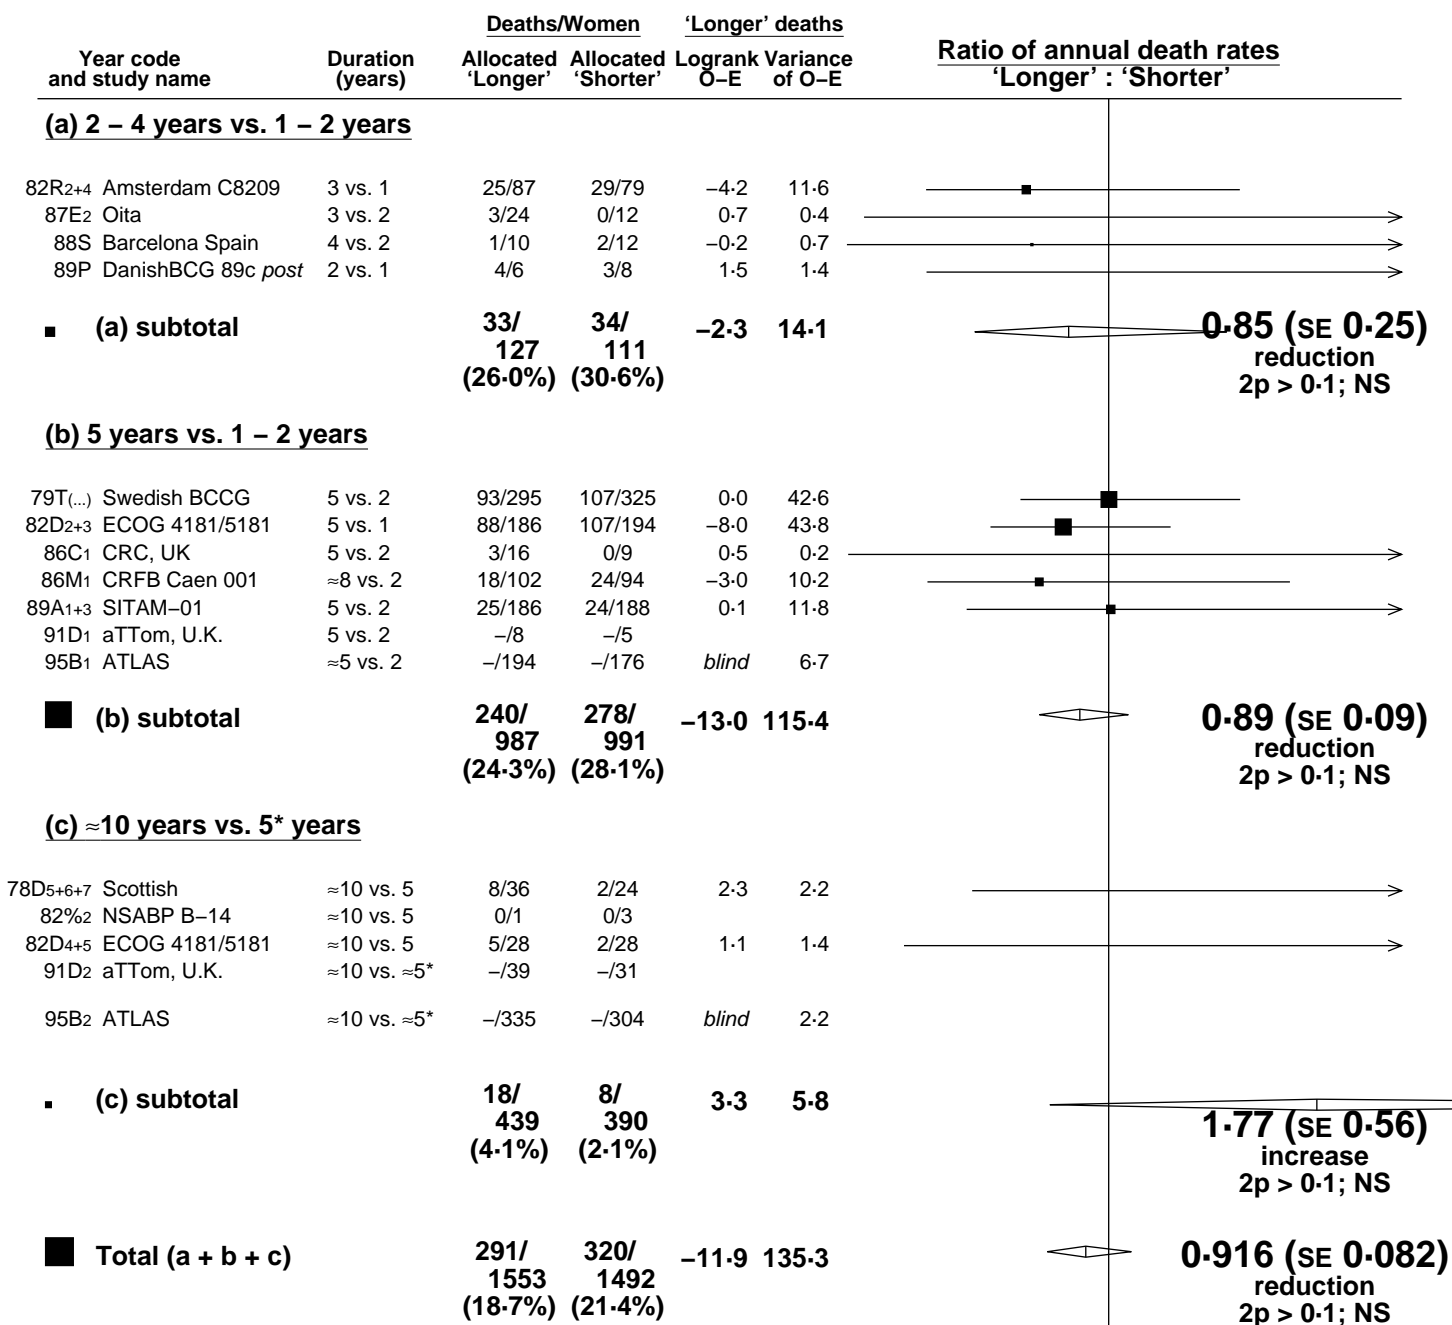 Deaths/Women ‘Longer’ deaths
Year code and study name Duration (years) Allocated ‘Longer’ Allocated ‘Shorter’ Logrank O–E Variance of O–E Ratio of annual death rates ‘Longer’ : ‘Shorter’
(a) 2 – 4 years vs. 1 – 2 years
82R2+4 Amsterdam C8209 3 vs. 1 25/87 29/79 –4·2 11·6
87E2 Oita 3 vs. 2 3/24 0/12 0·7 0·4
88S Barcelona Spain 4 vs. 2 1/10 2/12 –0·2 0·7
89P DanishBCG 89c post 2 vs. 1 4/6 3/8 1·5 1·4
(a) subtotal 33/ 34/ –2·3 14·1 0·85 (SE 0·25)
127 111 reduction
(26·0%) (30·6%) 2p > 0·1; NS
(b) 5 years vs. 1 – 2 years
79T(...) Swedish BCCG 5 vs. 2 93/295 107/325 0·0 42·6
82D2+3 ECOG 4181/5181 5 vs. 1 88/186 107/194 –8·0 43·8
86C1 CRC, UK 5 vs. 2 3/16 0/9 0·5 0·2
86M1 CRFB Caen 001 ≈8 vs. 2 18/102 24/94 –3·0 10·2
89A1+3 SITAM–01 5 vs. 2 25/186 24/188 0·1 11·8
91D1 aTTom, U.K. 5 vs. 2 –/8 –/5
95B1 ATLAS ≈5 vs. 2 –/194 –/176 blind 6·7
(b) subtotal 240/ 278/ –13·0 115·4 0·89 (SE 0·09)
987 991 reduction
(24·3%) (28·1%) 2p > 0·1; NS
(c) ≈10 years vs. 5* years
78D5+6+7 Scottish ≈10 vs. 5 8/36 2/24 2·3 2·2
82%2 NSABP B–14 ≈10 vs. 5 0/1 0/3
82D4+5 ECOG 4181/5181 ≈10 vs. 5 5/28 2/28 1·1 1·4
91D2 aTTom, U.K. ≈10 vs. ≈5* –/39 –/31
95B2 ATLAS ≈10 vs. ≈5* –/335 –/304 blind 2·2
(c) subtotal 18/ 8/ 3·3 5·8
439 390 1·77 (SE 0·56)
(4·1%) (2·1%) increase
2p > 0·1; NS
Total (a + b + c) 291/ 320/ –11·9 135·3 0·916 (SE 0·082)
1553 1492 reduction
(18·7%) (21·4%) 2p > 0·1; NS